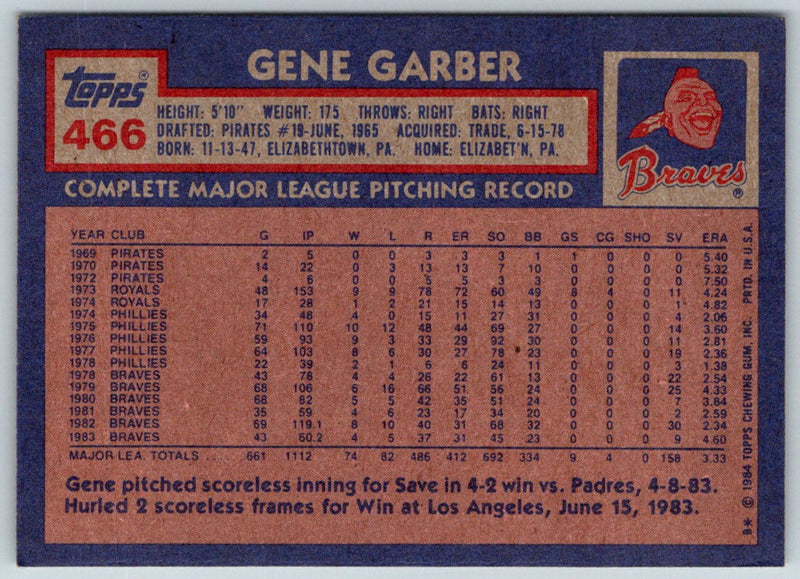 GENE GARBER
Topps ®
466
HEIGHT: 5'10" WEIGHT: 175 THROWS: RIGHT BATS: RIGHT
DRAFTED: PIRATES #19-JUNE, 1965 ACQUIRED: TRADE, 6-15-78
BORN: 11-13-47, ELIZABETHTOWN, PA. HOME: ELIZABET'N, PA.
Braves ®
COMPLETE MAJOR LEAGUE PITCHING RECORD
YEAR CLUB G IP W L R ER SO BB GS CG SHO SV ERA
1969 PIRATES 2 5 0 0 3 3 3 1 1 0 0 0 5.40
1970 PIRATES 14 22 0 3 13 13 7 10 0 0 0 0 5.32
1972 PIRATES 4 6 0 0 5 5 3 3 0 0 0 0 7.50
1973 ROYALS 48 153 9 9 78 72 60 49 8 4 0 11 4.24
1974 ROYALS 17 28 1 2 21 15 14 13 0 0 0 1 4.82
1974 PHILLIES 34 48 4 0 15 11 27 31 0 0 0 4 2.06
1975 PHILLIES 71 110 10 12 48 44 69 27 0 0 0 14 3.60
1976 PHILLIES 59 93 9 3 33 29 92 30 0 0 0 11 2.81
1977 PHILLIES 64 103 8 6 30 27 78 23 0 0 0 19 2.36
1978 PHILLIES 22 39 2 1 6 6 24 11 0 0 0 3 1.38
1978 BRAVES 43 78 4 4 26 22 61 13 0 0 0 22 2.54
1979 BRAVES 68 106 6 16 66 51 56 24 0 0 0 25 4.33
1980 BRAVES 68 82 5 5 42 35 51 24 0 0 0 7 3.84
1981 BRAVES 35 59 4 6 23 17 34 20 0 0 0 2 2.59
1982 BRAVES 69 119.1 8 10 40 31 68 32 0 0 0 30 2.34
1983 BRAVES 43 60.2 4 5 37 31 45 23 0 0 0 9 4.60
MAJOR LEA. TOTALS .. 661 1112 74 82 486 412 692 334 9 4 0 158 3.33
Gene pitched scoreless inning for Save in 4-2 win vs. Padres, 4-8-83.
Hurled 2 scoreless frames for Win at Los Angeles, June 15, 1983.
B* © 1984 TOPPS CHEWING GUM, INC. PRTD. IN U.S.A.